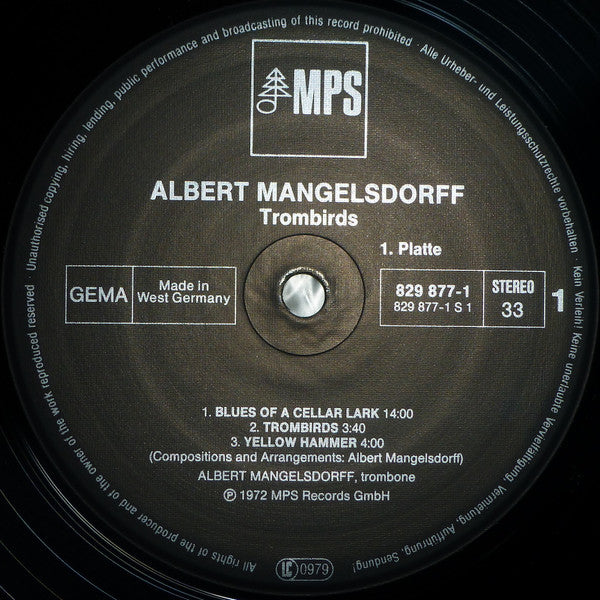 Unauthorised copying, hiring, lending, public performance and broadcasting of this record prohibited · Alle Urheber- und Leistungsschutzrechte vorbehalten · Kein Verleih! Keine unerlaubte Vervielfältigung, Vermietung, Aufführung, Sendung!
MPS
ALBERT MANGELSDORFF
Trombirds
1. Platte
GEMA
Made in
West Germany
829 877-1
829 877-1 S 1
STEREO
33
1
1. BLUES OF A CELLAR LARK 14:00
2. TROMBIRDS 3:40
3. YELLOW HAMMER 4:00
(Compositions and Arrangements: Albert Mangelsdorff)
ALBERT MANGELSDORFF, trombone
Ⓟ 1972 MPS Records GmbH
LC 0979
All rights of the producer and of the owner of the work reproduced reserved ·